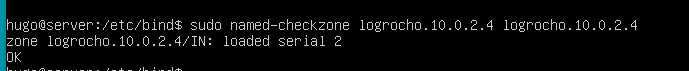 hugo@server:/etc/bind$ sudo named-checkzone logrocho.10.0.2.4 logrocho.10.0.2.4
zone logrocho.10.0.2.4/IN: loaded serial 2
OK
hugo@server:/etc/bind$